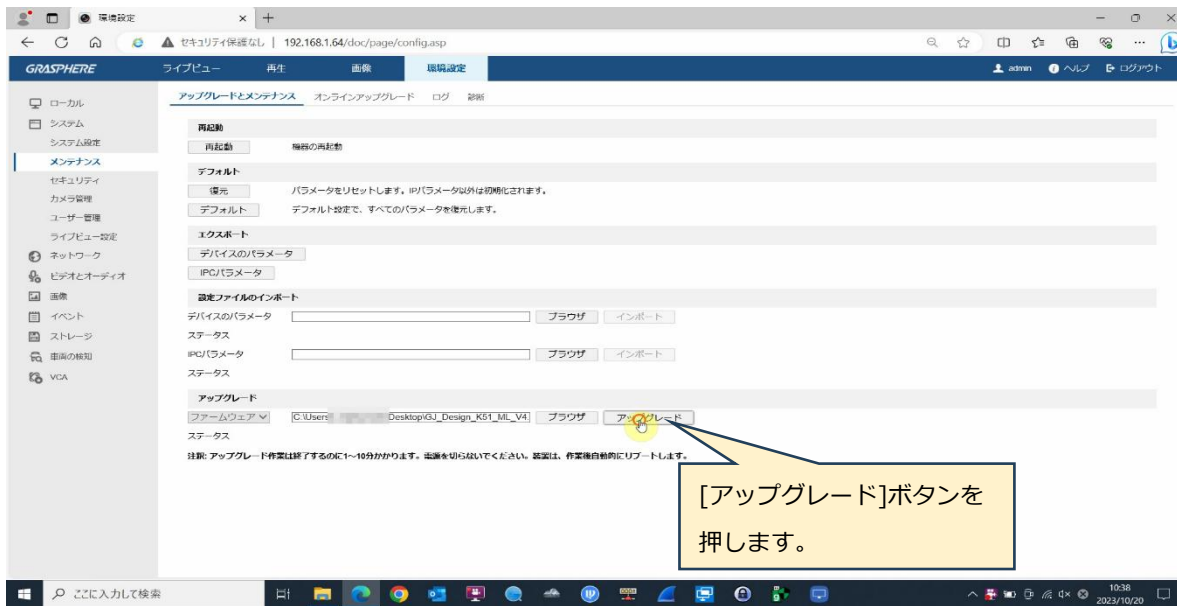 環境設定
セキュリティ保護なし | 192.168.1.64/doc/page/config.asp
GRASPHERE ライブビュー 再生 画像 環境設定 admin ヘルプ ログアウト
アップグレードとメンテナンス オンラインアップグレード ログ 診断
ローカル
システム
システム設定
メンテナンス
セキュリティ
カメラ管理
ユーザー管理
ライブビュー設定
ネットワーク
ビデオとオーディオ
画像
イベント
ストレージ
車両の検知
VCA
再起動
再起動 機器の再起動
デフォルト
復元 パラメータをリセットします。IPパラメータ以外は初期化されます。
デフォルト デフォルト設定で、すべてのパラメータを復元します。
エクスポート
デバイスのパラメータ
IPCパラメータ
設定ファイルのインポート
デバイスのパラメータ ブラウザ インポート
ステータス
IPCパラメータ ブラウザ インポート
ステータス
アップグレード
ファームウェア C:\Users Desktop\GJ_Design_K51_ML_V4. ブラウザ アップグレード
ステータス
注釈: アップグレード作業は終了するのに1～10分かかります。電源を切らないでください。装置は、作業後自動的にリブートします。
[アップグレード]ボタンを
押します。
ここに入力して検索
10:38
2023/10/20